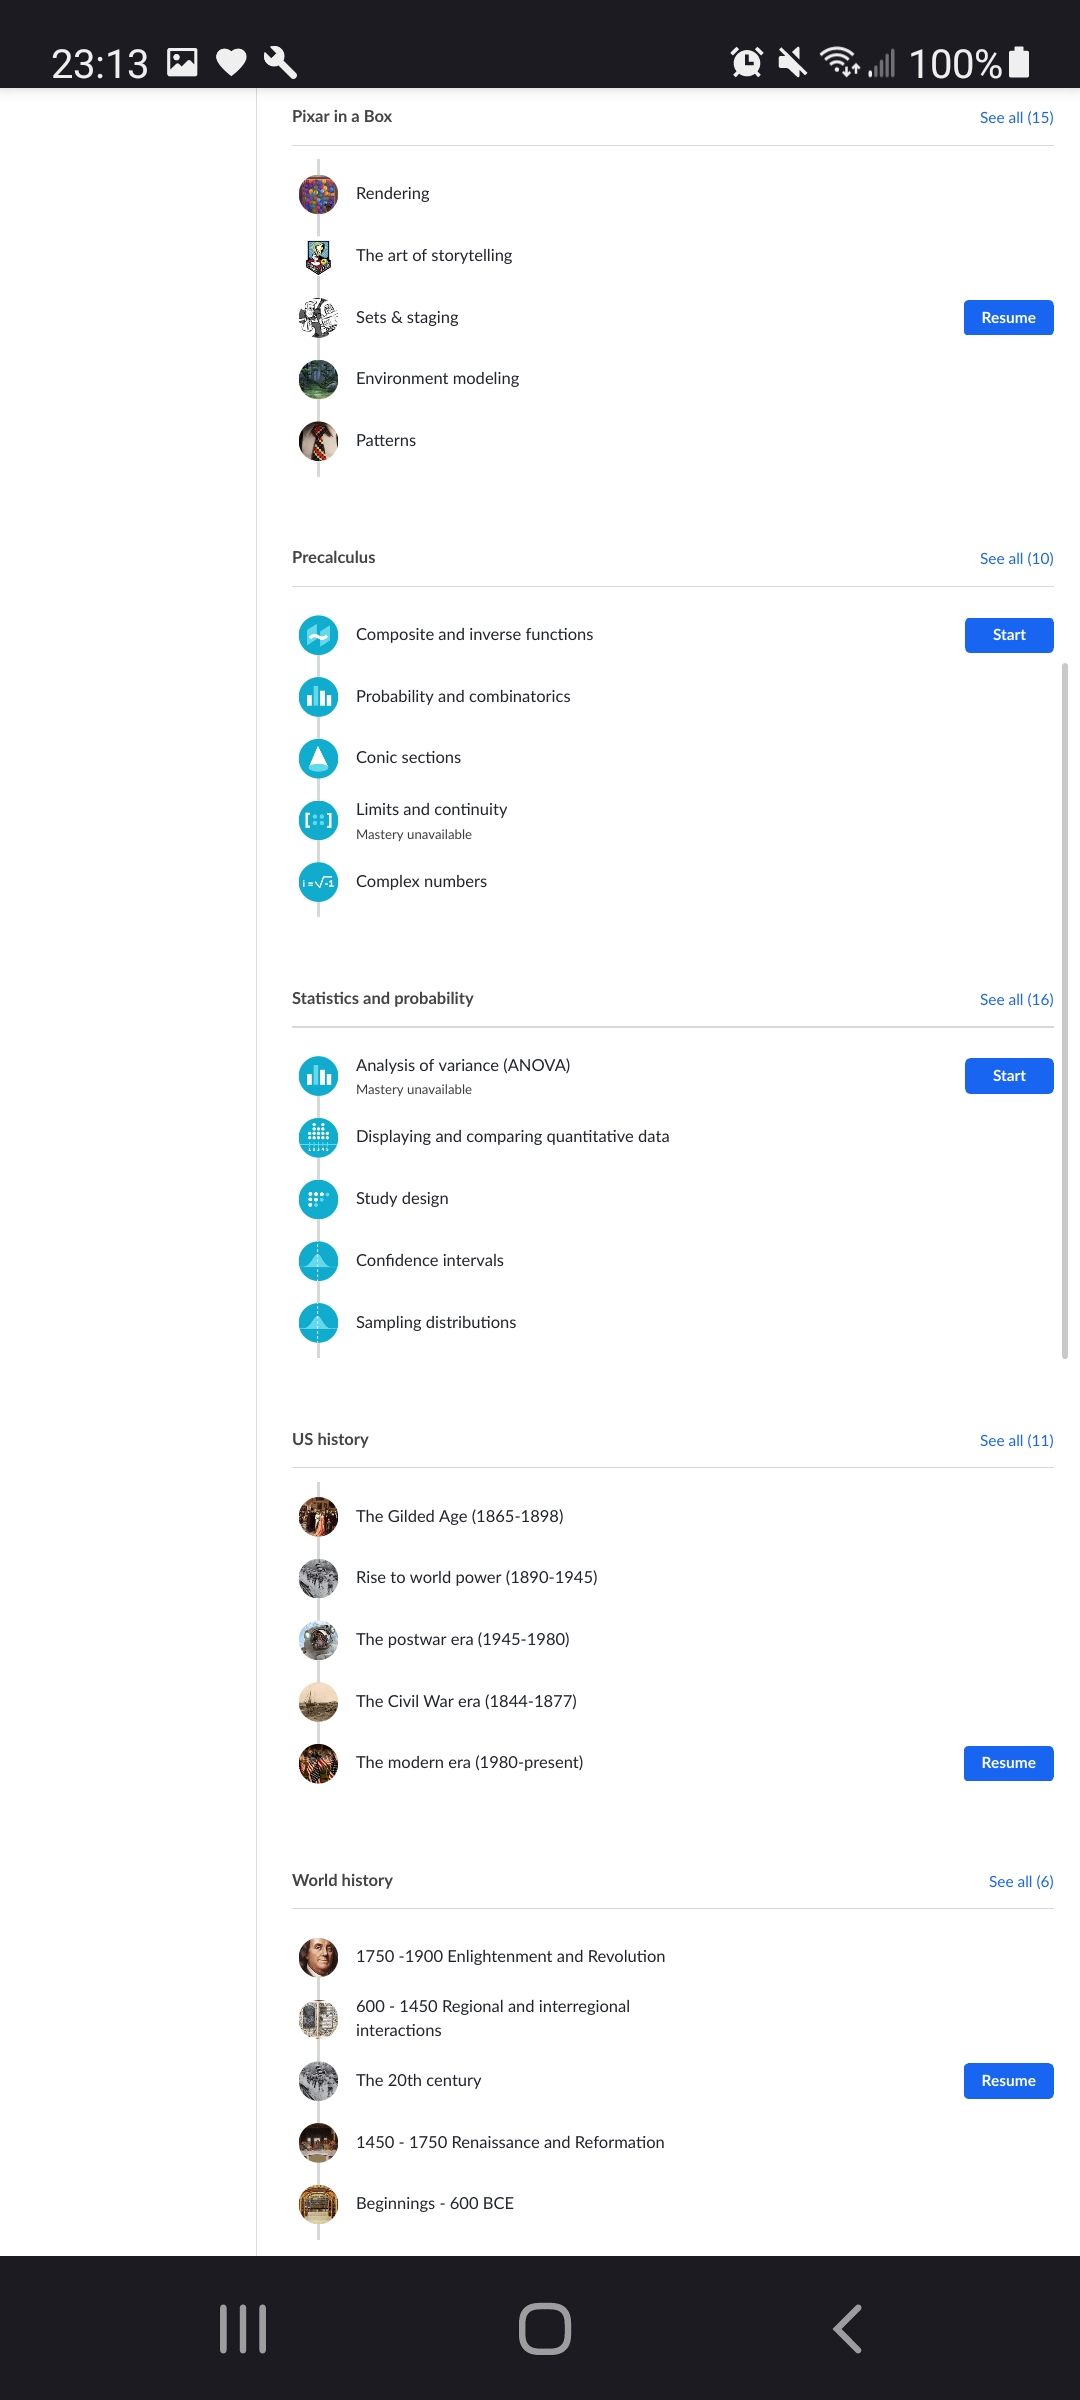 23:13
100%
Pixar in a Box
See all (15)
Rendering
The art of storytelling
Sets & staging
Resume
Environment modeling
Patterns
Precalculus
See all (10)
Composite and inverse functions
Start
Probability and combinatorics
Conic sections
Limits and continuity
Mastery unavailable
i = √-1
Complex numbers
Statistics and probability
See all (16)
Analysis of variance (ANOVA)
Mastery unavailable
Start
Displaying and comparing quantitative data
Study design
Confidence intervals
Sampling distributions
US history
See all (11)
The Gilded Age (1865-1898)
Rise to world power (1890-1945)
The postwar era (1945-1980)
The Civil War era (1844-1877)
The modern era (1980-present)
Resume
World history
See all (6)
1750 -1900 Enlightenment and Revolution
600 - 1450 Regional and interregional
interactions
The 20th century
Resume
1450 - 1750 Renaissance and Reformation
Beginnings - 600 BCE